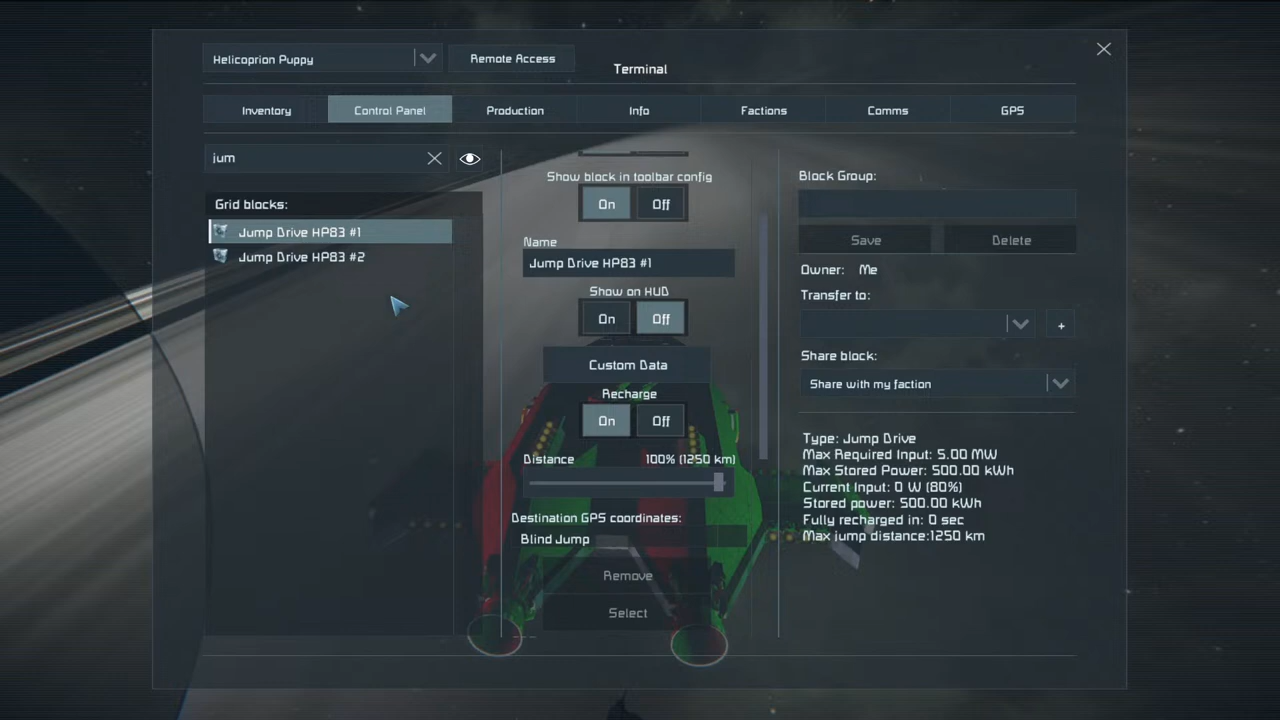 Helicoprion Puppy
Remote Access
Terminal
Inventory
Control Panel
Production
Info
Factions
Comms
GPS
jum
Grid blocks:
Jump Drive HP83 #1
Jump Drive HP83 #2
Show block in toolbar config
On Off
Name
Jump Drive HP83 #1
Show on HUD
On Off
Custom Data
Recharge
On Off
Distance 100% (1250 km)
Destination GPS coordinates:
Blind Jump
Remove
Select
Block Group:
Save Delete
Owner: Me
Transfer to:
+
Share block:
Share with my faction
Type: Jump Drive
Max Required Input: 5.00 MW
Max Stored Power: 500.00 kWh
Current Input: 0 W (80%)
Stored power: 500.00 kWh
Fully recharged in: 0 sec
Max jump distance:1250 km